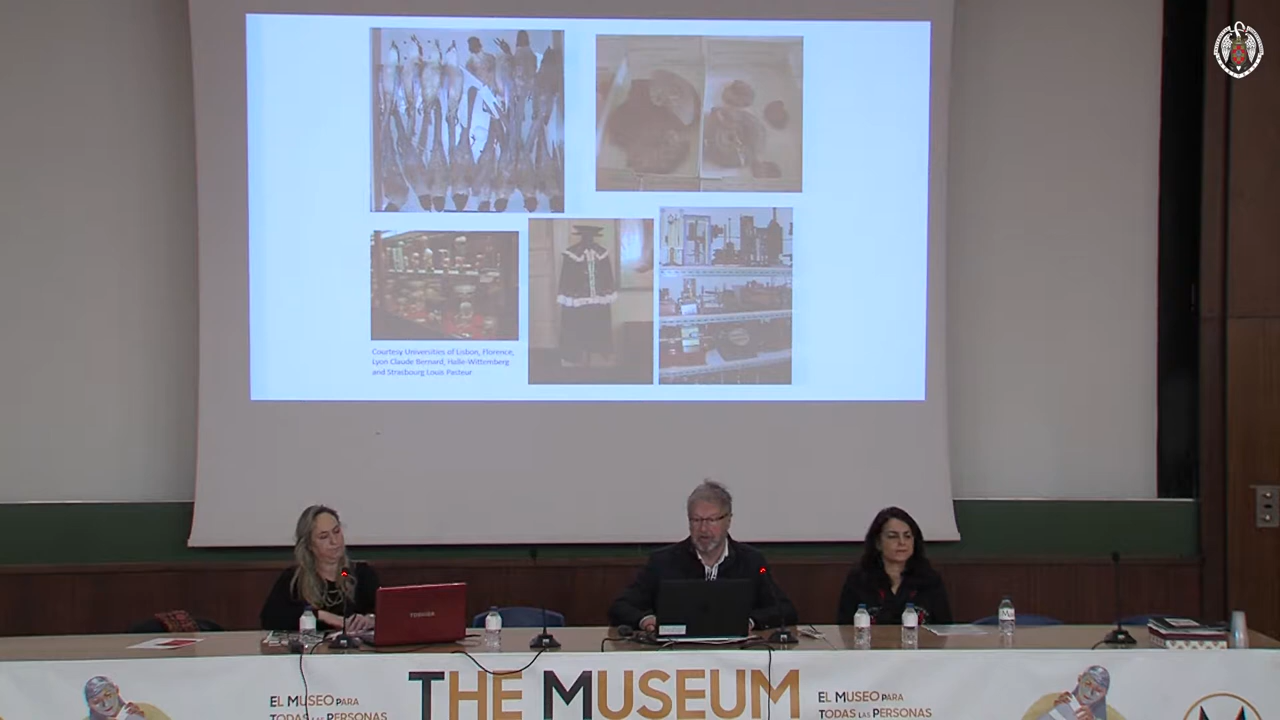 Courtesy Universities of Lisbon, Florence,
Lyon Claude Bernard, Halle-Wittemberg
and Strasbourg Louis Pasteur
TOSHIBA
EL MUSEO PARA
TODAS LAS PERSONAS
THE MUSEUM
EL MUSEO PARA
TODAS LAS PERSONAS